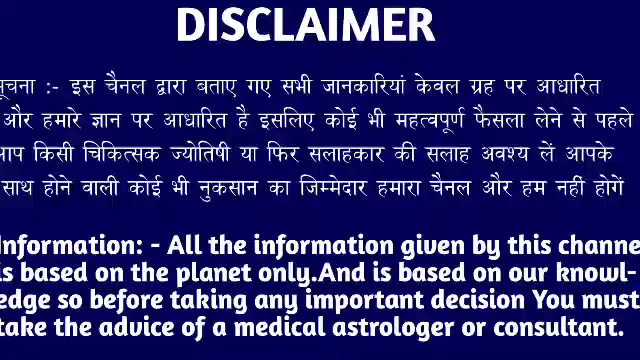 DISCLAIMER
सूचना :- इस चैनल द्वारा बताए गए सभी जानकारियां केवल ग्रह पर आधारित
और हमारे ज्ञान पर आधारित है इसलिए कोई भी महत्वपूर्ण फैसला लेने से पहले
आप किसी चिकित्सक ज्योतिषी या फिर सलाहकार की सलाह अवश्य लें आपके
साथ होने वाली कोई भी नुकसान का जिम्मेदार हमारा चैनल और हम नहीं होगें
Information: - All the information given by this channe
is based on the planet only.And is based on our knowl-
edge so before taking any important decision You must
take the advice of a medical astrologer or consultant.